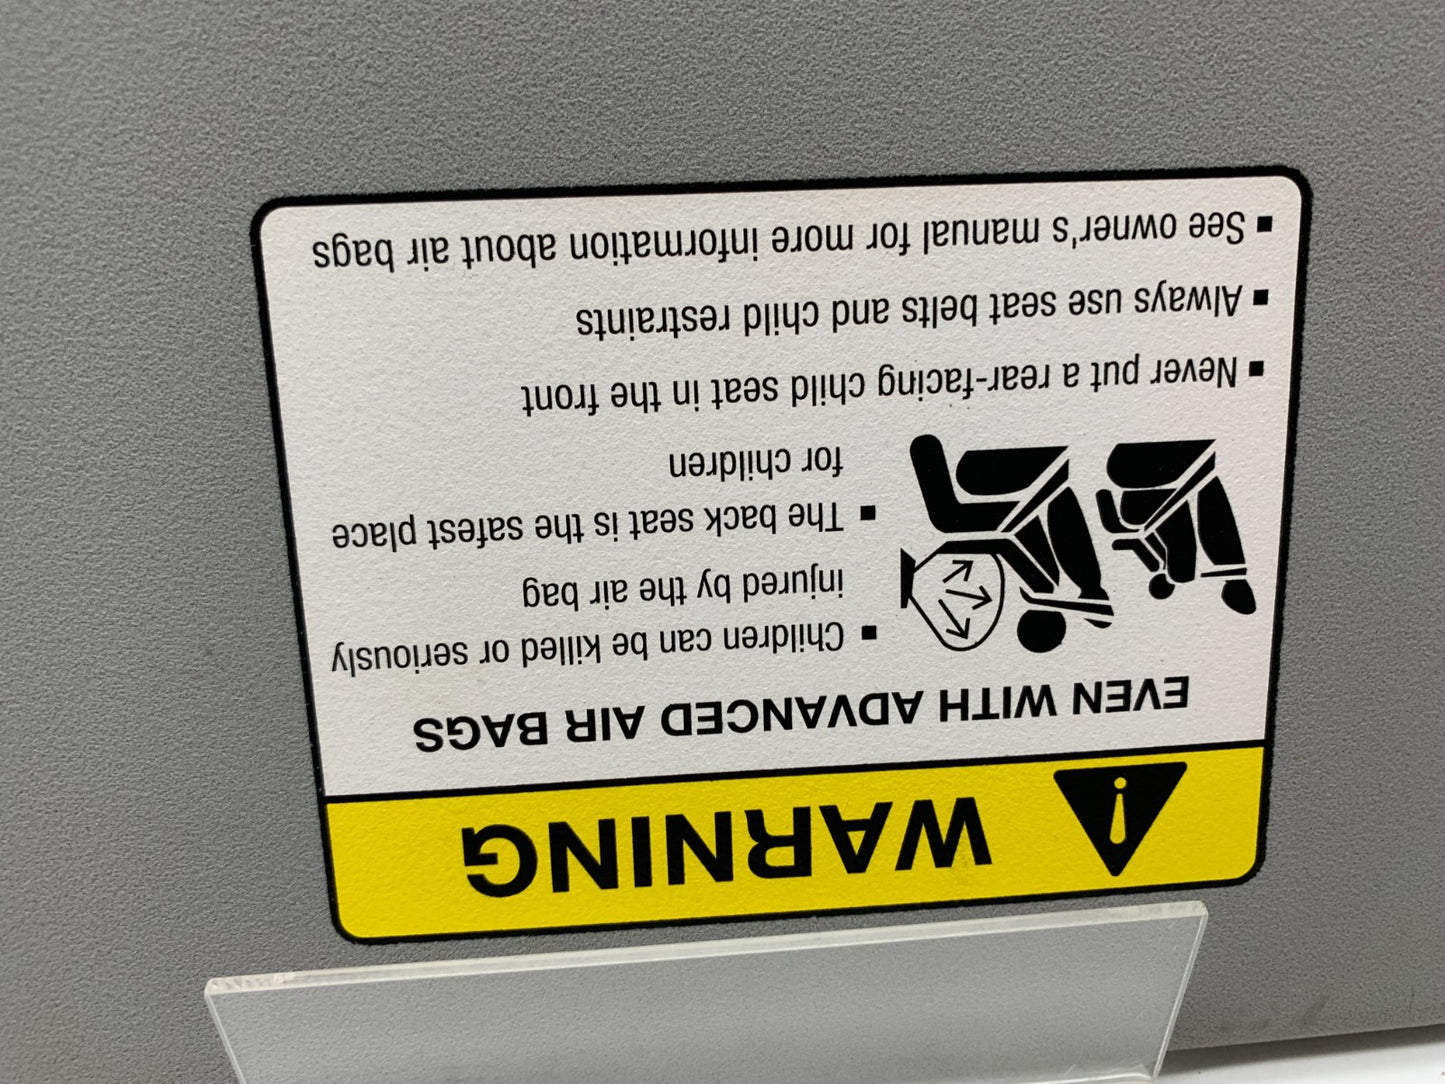 WARNING
EVEN WITH ADVANCED AIR BAGS
▪ Children can be killed or seriously
injured by the air bag
▪ The back seat is the safest place
for children
▪ Never put a rear-facing child seat in the front
▪ Always use seat belts and child restraints
▪ See owner's manual for more information about air bags